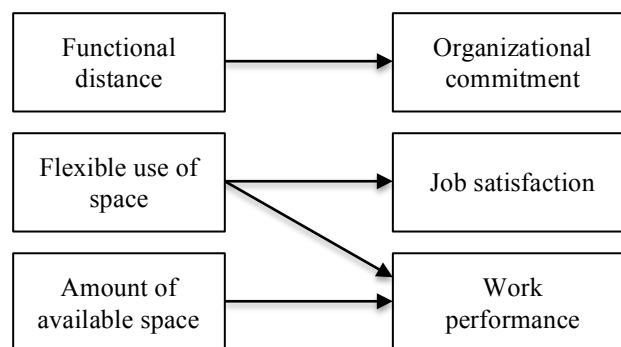 Functional
distance
Organizational
commitment
Flexible use of
space
Job satisfaction
Amount of
available space
Work
performance